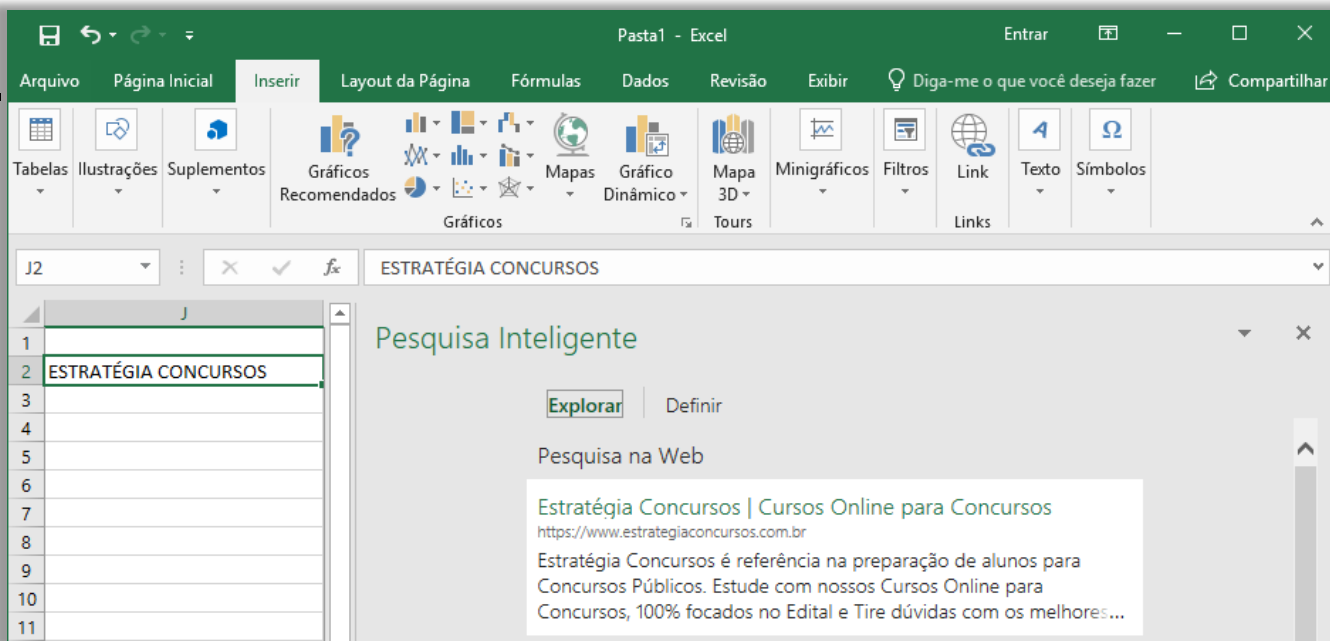 Pasta1 - Excel
Entrar
Arquivo Página Inicial Inserir Layout da Página Fórmulas Dados Revisão Exibir Diga-me o que você deseja fazer Compartilhar
Tabelas Ilustrações Suplementos Gráficos Recomendados Mapas Gráfico Dinâmico Mapa 3D Minigráficos Filtros Link Texto Símbolos
Gráficos Tours Links
J2 fx ESTRATÉGIA CONCURSOS
J
1
2 ESTRATÉGIA CONCURSOS
3
4
5
6
7
8
9
10
11
Pesquisa Inteligente
Explorar Definir
Pesquisa na Web
Estratégia Concursos | Cursos Online para Concursos
https://www.estrategiaconcursos.com.br
Estratégia Concursos é referência na preparação de alunos para
Concursos Públicos. Estude com nossos Cursos Online para
Concursos, 100% focados no Edital e Tire dúvidas com os melhores...